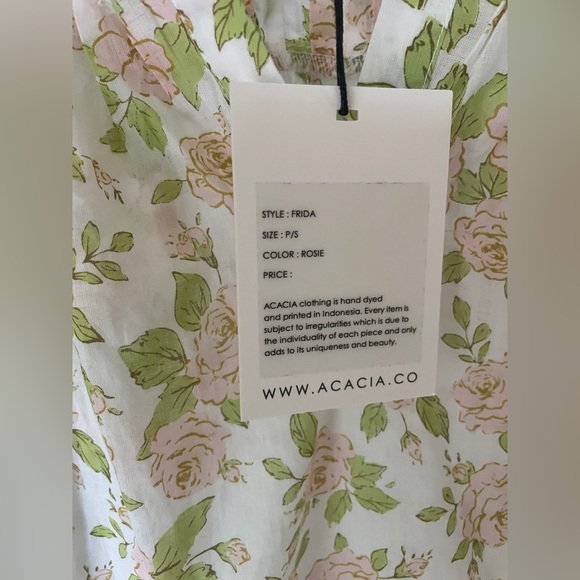 STYLE : FRIDA
SIZE : P/S
COLOR : ROSIE
PRICE :
ACACIA clothing is hand dyed
and printed in Indonesia. Every item is
subject to irregularities which is due to
the individuality of each piece and only
adds to its uniqueness and beauty.
WWW.ACACIA.CO